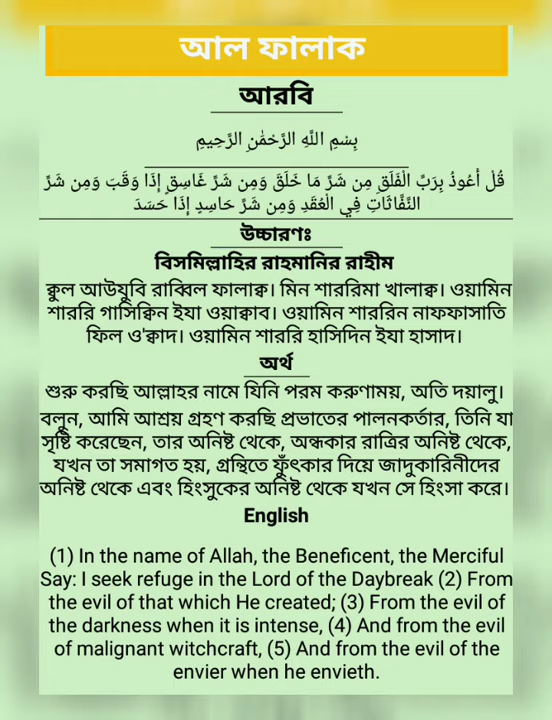 আল ফালাক
আরবি
بِسْمِ اللَّهِ الرَّحْمَٰنِ الرَّحِيمِ
قُلْ أَعُوذُ بِرَبِّ الْفَلَقِ مِن شَرِّ مَا خَلَقَ وَمِن شَرِّ غَاسِقٍ إِذَا وَقَبَ وَمِن شَرِّ
النَّفَّاثَاتِ فِي الْعُقَدِ وَمِن شَرِّ حَاسِدٍ إِذَا حَسَدَ
উচ্চারণঃ
বিসমিল্লাহির রাহমানির রাহীম
ক্বুল আউযুবি রাব্বিল ফালাক্ব। মিন শাররিমা খালাক্ব। ওয়ামিন
শাররি গাসিক্বিন ইযা ওয়াক্বাব। ওয়ামিন শাররিন নাফফাসাতি
ফিল ও'ক্বাদ। ওয়ামিন শাররি হাসিদিন ইযা হাসাদ।
অর্থ
শুরু করছি আল্লাহর নামে যিনি পরম করুণাময়, অতি দয়ালু।
বলুন, আমি আশ্রয় গ্রহণ করছি প্রভাতের পালনকর্তার, তিনি যা
সৃষ্টি করেছেন, তার অনিষ্ট থেকে, অন্ধকার রাত্রির অনিষ্ট থেকে,
যখন তা সমাগত হয়, গ্রন্থিতে ফুঁৎকার দিয়ে জাদুকারিনীদের
অনিষ্ট থেকে এবং হিংসুকের অনিষ্ট থেকে যখন সে হিংসা করে।
English
(1) In the name of Allah, the Beneficent, the Merciful
Say: I seek refuge in the Lord of the Daybreak (2) From
the evil of that which He created; (3) From the evil of
the darkness when it is intense, (4) And from the evil
of malignant witchcraft, (5) And from the evil of the
envier when he envieth.